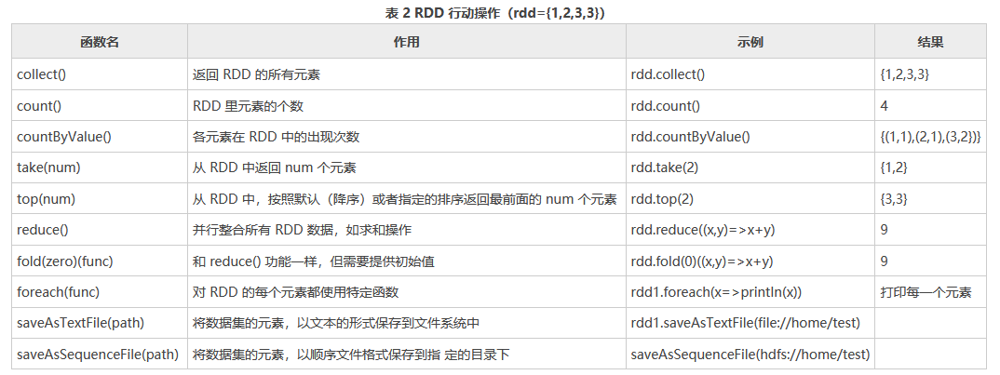 表 2 RDD 行动操作（rdd={1,2,3,3}）
函数名 作用 示例 结果
collect() 返回 RDD 的所有元素 rdd.collect() {1,2,3,3}
count() RDD 里元素的个数 rdd.count() 4
countByValue() 各元素在 RDD 中的出现次数 rdd.countByValue() {(1,1),(2,1),(3,2})}
take(num) 从 RDD 中返回 num 个元素 rdd.take(2) {1,2}
top(num) 从 RDD 中，按照默认（降序）或者指定的排序返回最前面的 num 个元素 rdd.top(2) {3,3}
reduce() 并行整合所有 RDD 数据，如求和操作 rdd.reduce((x,y)=>x+y) 9
fold(zero)(func) 和 reduce() 功能一样，但需要提供初始值 rdd.fold(0)((x,y)=>x+y) 9
foreach(func) 对 RDD 的每个元素都使用特定函数 rdd1.foreach(x=>println(x)) 打印每一个元素
saveAsTextFile(path) 将数据集的元素，以文本的形式保存到文件系统中 rdd1.saveAsTextFile(file://home/test)
saveAsSequenceFile(path) 将数据集的元素，以顺序文件格式保存到指 定的目录下 saveAsSequenceFile(hdfs://home/test)